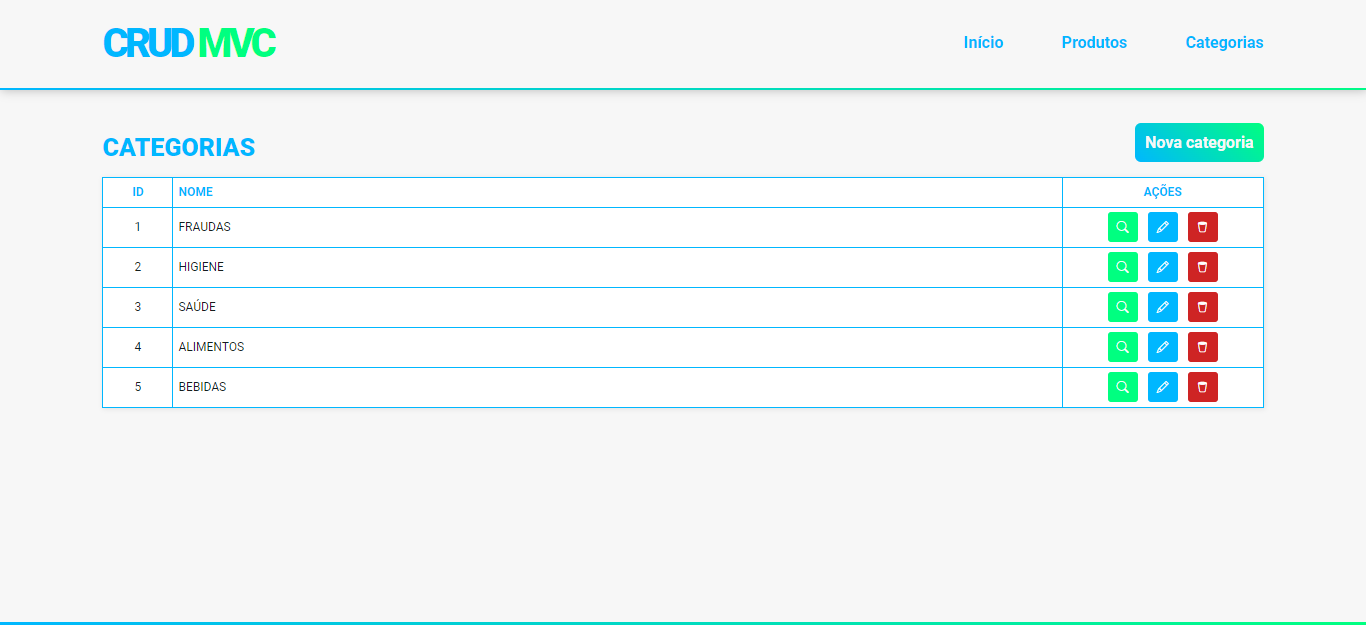 CRUD MVC
Início Produtos Categorias
CATEGORIAS
Nova categoria
ID NOME AÇÕES
1 FRAUDAS
2 HIGIENE
3 SAÚDE
4 ALIMENTOS
5 BEBIDAS